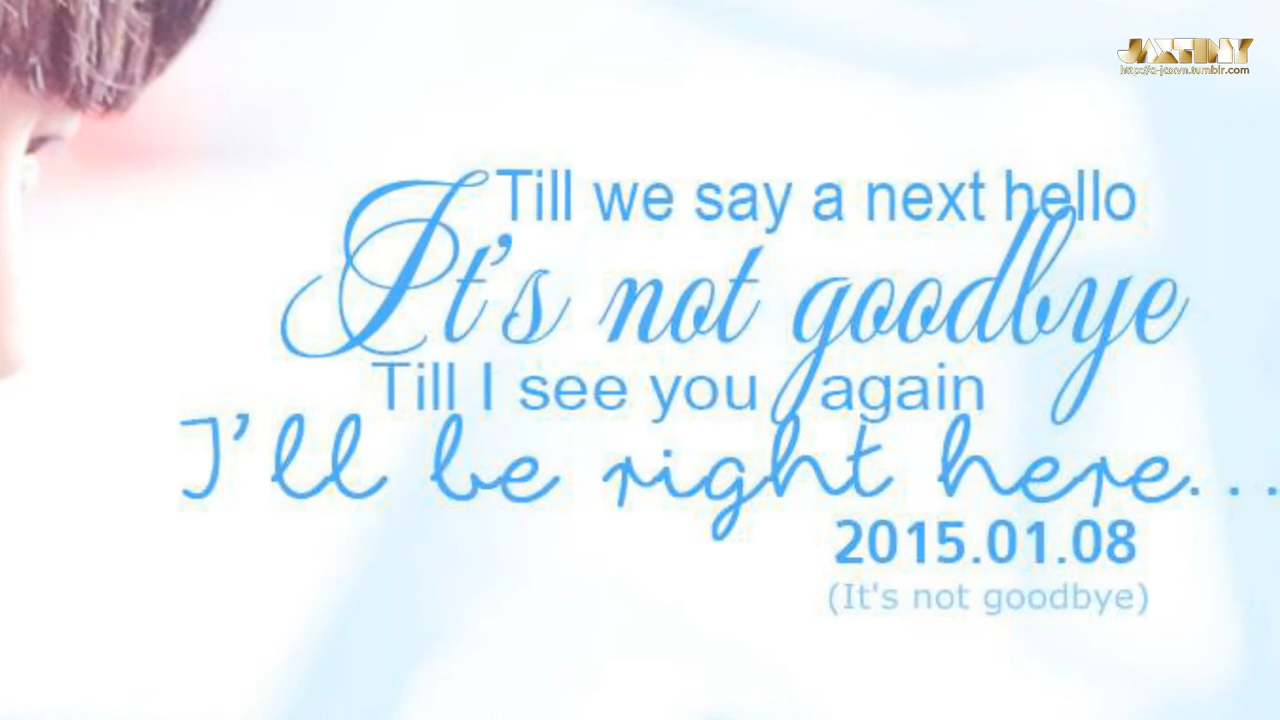 JAXTINY
Till we say a next hello
It's not goodbye
Till I see you again
I'll be right here...
2015.01.08
(It's not goodbye)